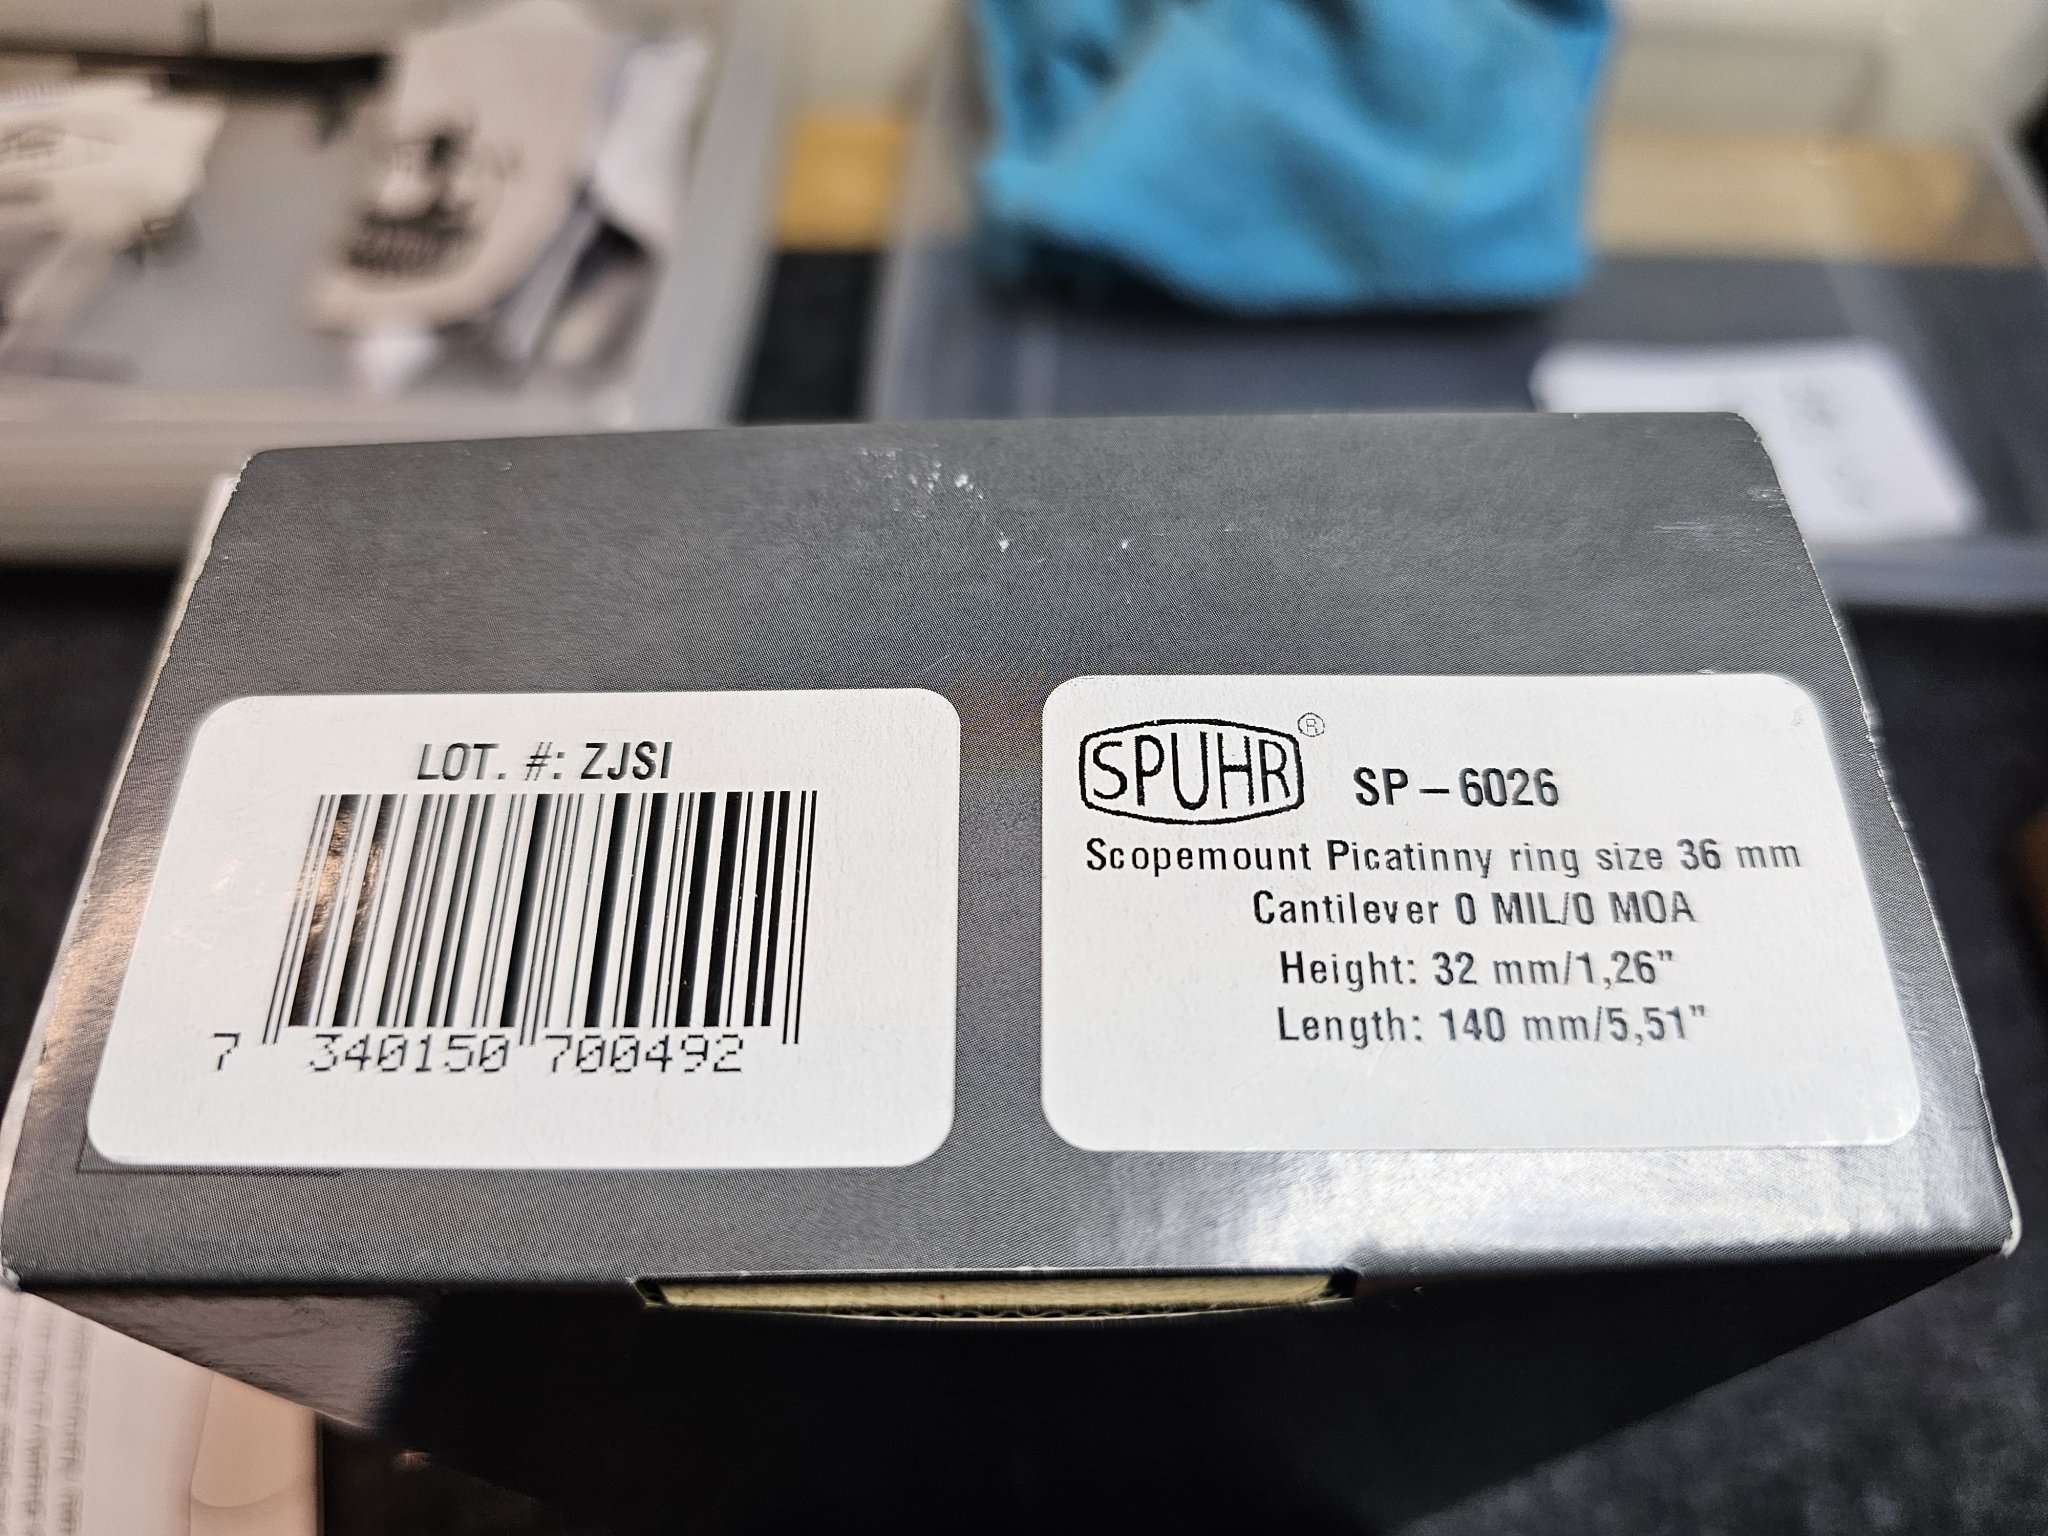 LOT. #: ZJSI
7 340150 700492
SPUHR® SP-6026
Scopemount Picatinny ring size 36 mm
Cantilever 0 MIL/0 MOA
Height: 32 mm/1,26"
Length: 140 mm/5,51"